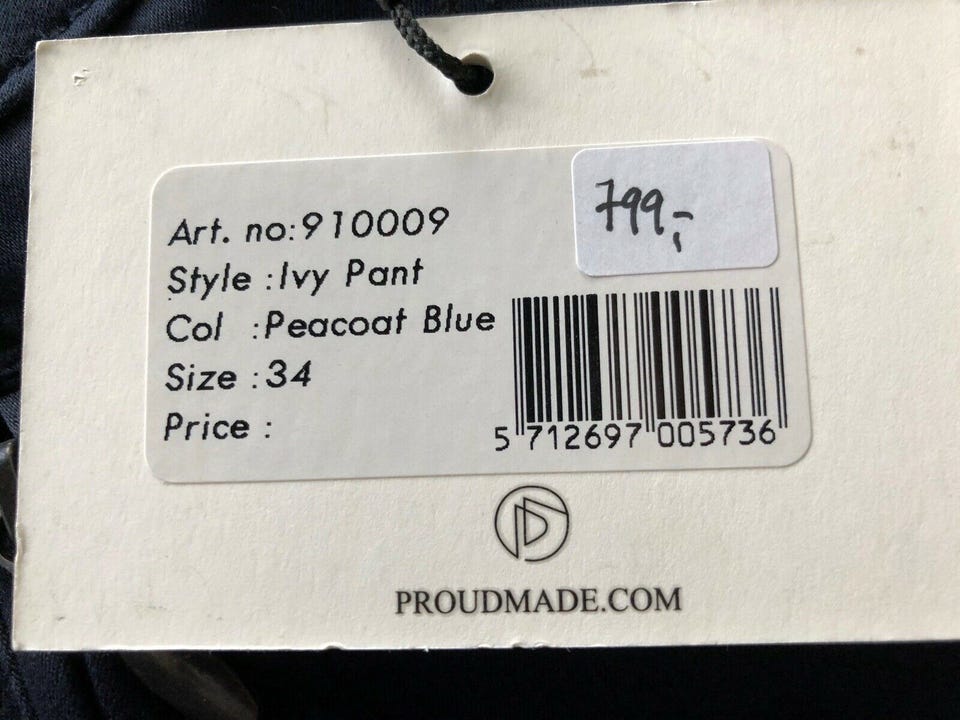 799,-
Art. no:910009
Style :Ivy Pant
Col :Peacoat Blue
Size :34
Price :
5 712697 005736
PROUDMADE.COM